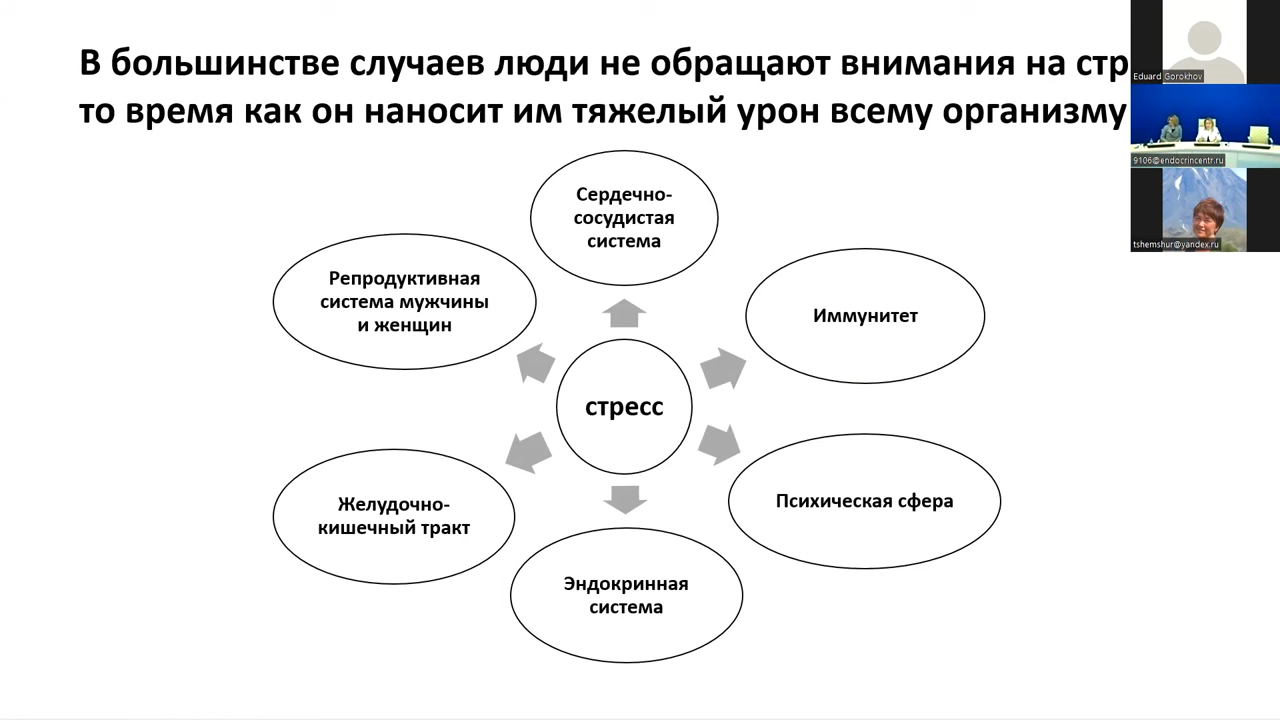 В большинстве случаев люди не обращают внимания на
то время как он наносит им тяжелый урон всему организму
Сердечно-
сосудистая
система
Репродуктивная
система мужчины
и женщин
Иммунитет
стресс
Желудочно-
кишечный тракт
Психическая сфера
Эндокринная
система
Eduard Gorokhov
9106@endocrincentr.ru
tshemshur@yandex.ru